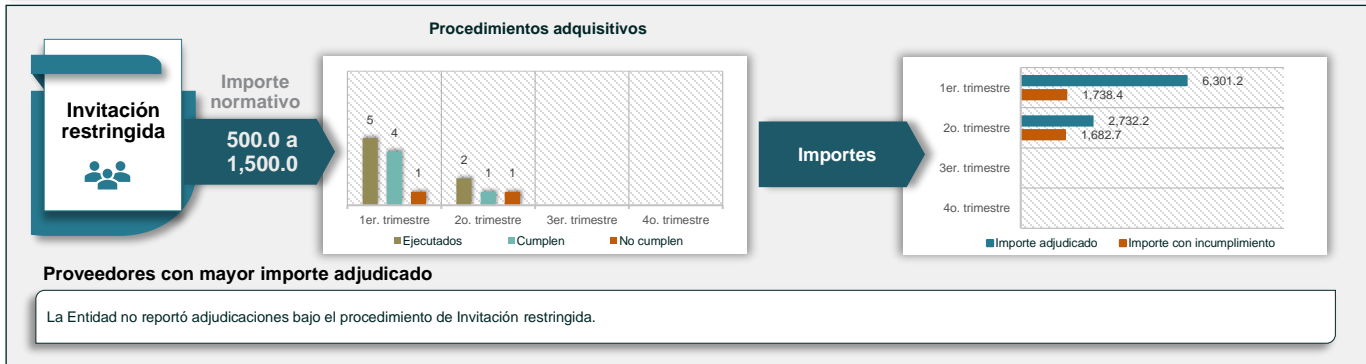 Procedimientos adquisitivos
Invitación
restringida
Importe
normativo
500.0 a
1,500.0
5
4
1
2
1
1
1er. trimestre
2o. trimestre
3er. trimestre
4o. trimestre
Ejecutados
Cumplen
No cumplen
Importes
1er. trimestre
6,301.2
1,738.4
2o. trimestre
2,732.2
1,682.7
3er. trimestre
4o. trimestre
Importe adjudicado
Importe con incumplimiento
Proveedores con mayor importe adjudicado
La Entidad no reportó adjudicaciones bajo el procedimiento de Invitación restringida.